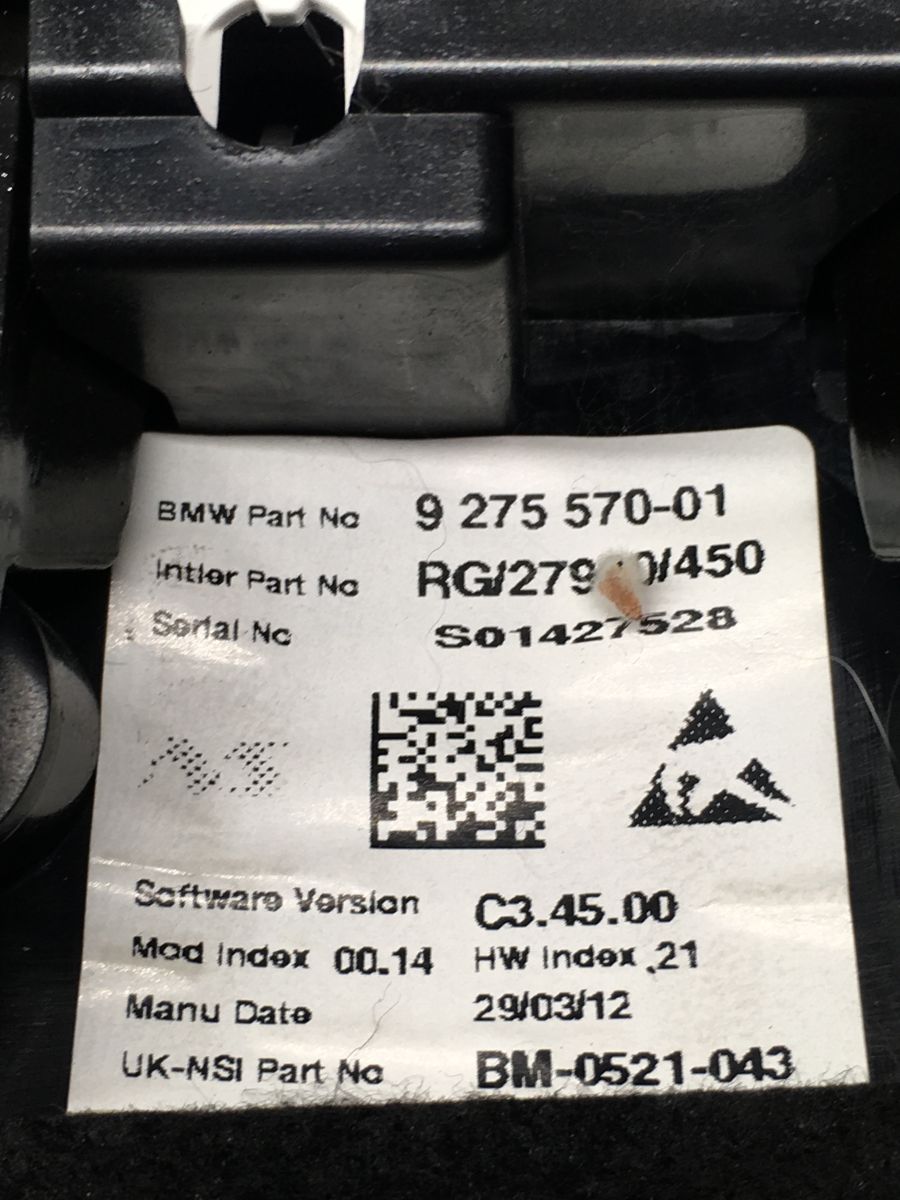 BMW Part No 9 275 570-01
Intier Part No /450
Serial No S01427528
Software Version C3.45.00
Mod Index 00.14 HW Index .21
Manu Date 29/03/12
UK-NSI Part No BM-0521-043